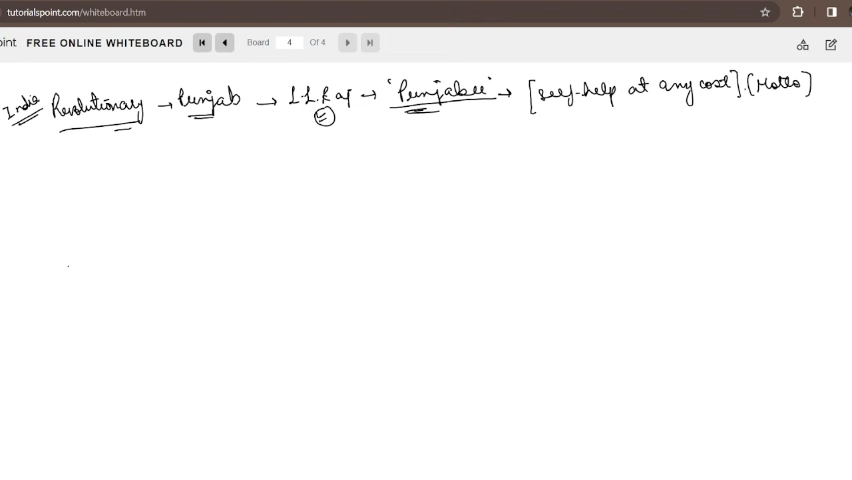 tutorialspoint.com/whiteboard.htm
oint FREE ONLINE WHITEBOARD Board 4 Of 4
India Revolutionary → Punjab → L.L.Raj → 'Punjabee' → [self-help at any cost].(Motto)